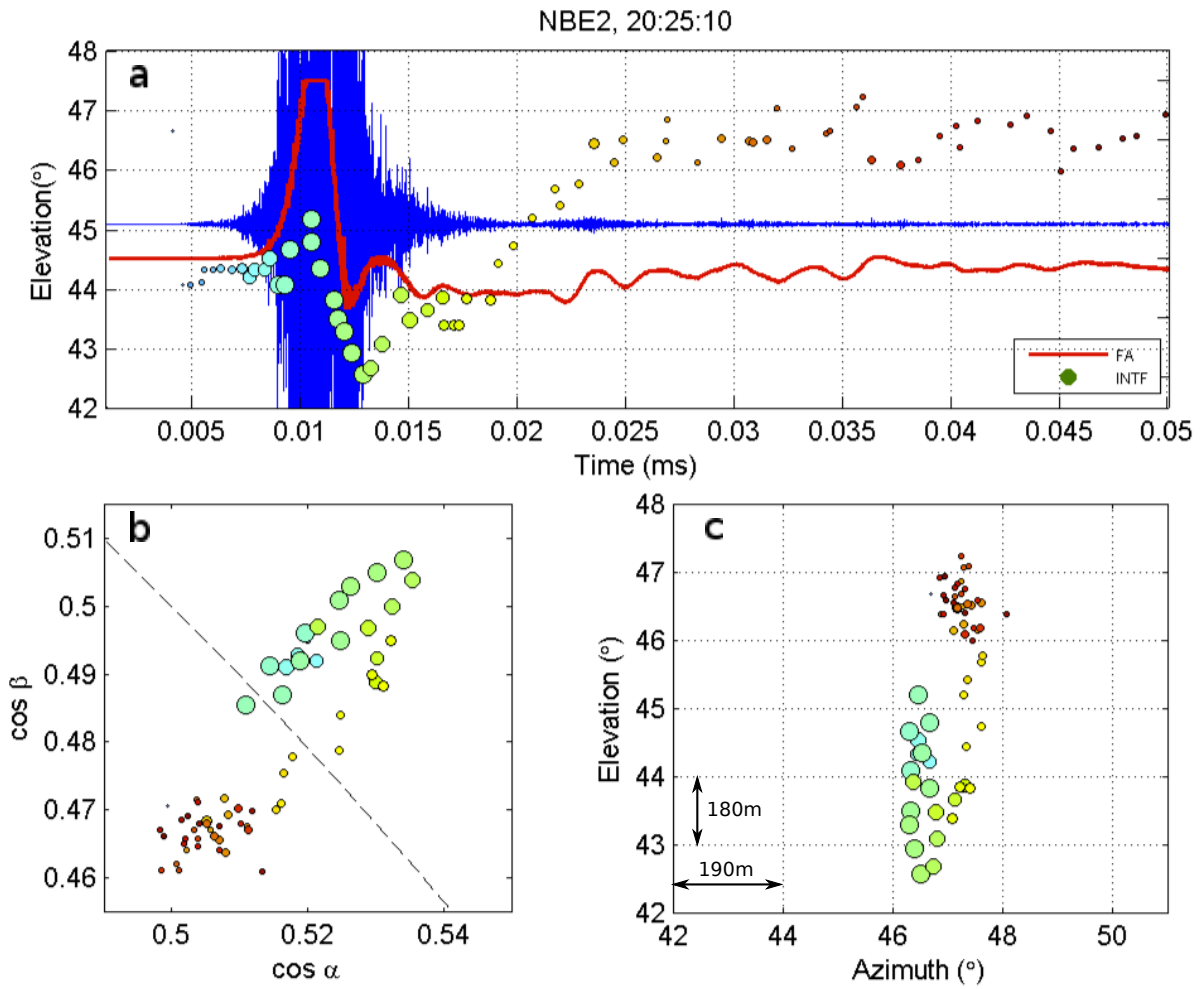 NBE2, 20:25:10
a
Elevation(°)
48
47
46
45
44
43
42
0.005 0.01 0.015 0.02 0.025 0.03 0.035 0.04 0.045 0.05
Time (ms)
FA
INTF
b
cos β
0.51
0.5
0.49
0.48
0.47
0.46
0.5 0.52 0.54
cos α
c
Elevation (°)
48
47
46
45
44
43
42
180m
190m
42 44 46 48 50
Azimuth (°)